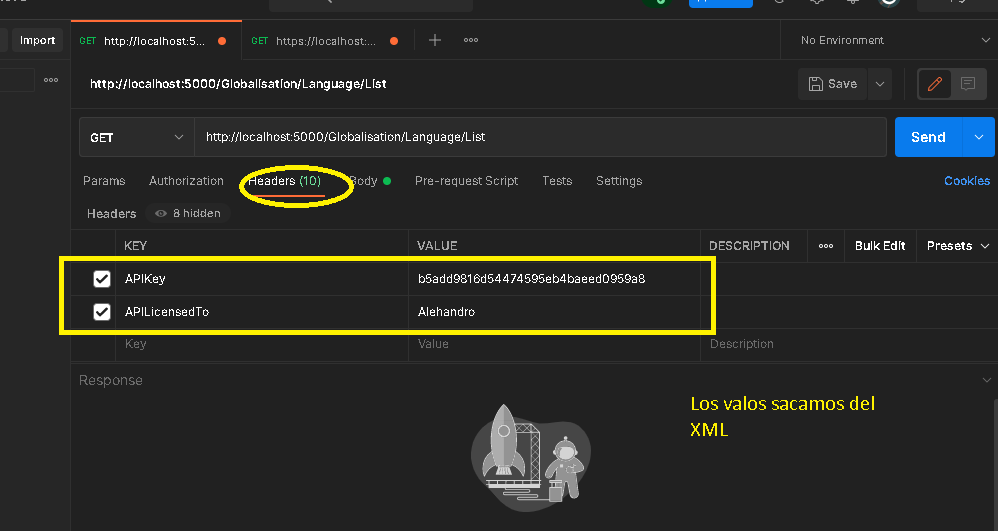 Import
GET http://localhost:5...
GET https://localhost:...
No Environment
http://localhost:5000/Globalisation/Language/List
Save
GET
http://localhost:5000/Globalisation/Language/List
Send
Params
Authorization
Headers (10)
Body
Pre-request Script
Tests
Settings
Cookies
Headers
8 hidden
KEY
VALUE
DESCRIPTION
Bulk Edit
Presets
APIKey
b5add9816d54474595eb4baeed0959a8
APILicensedTo
Alehandro
Key
Value
Description
Response
Los valos sacamos del
XML